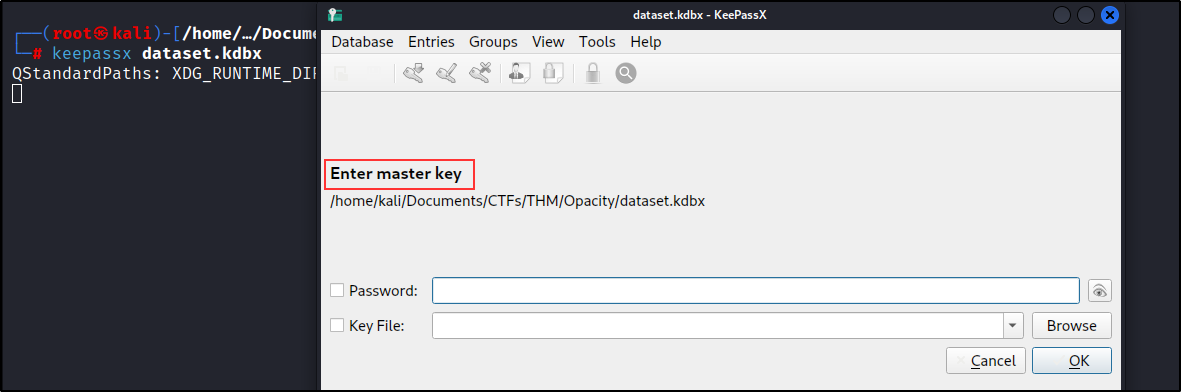 (root㉿kali)-[/home/…/Docume
# keepassx dataset.kdbx
QStandardPaths: XDG_RUNTIME_DIR
dataset.kdbx - KeePassX
Database Entries Groups View Tools Help
Enter master key
/home/kali/Documents/CTFs/THM/Opacity/dataset.kdbx
Password:
Key File: Browse
Cancel OK